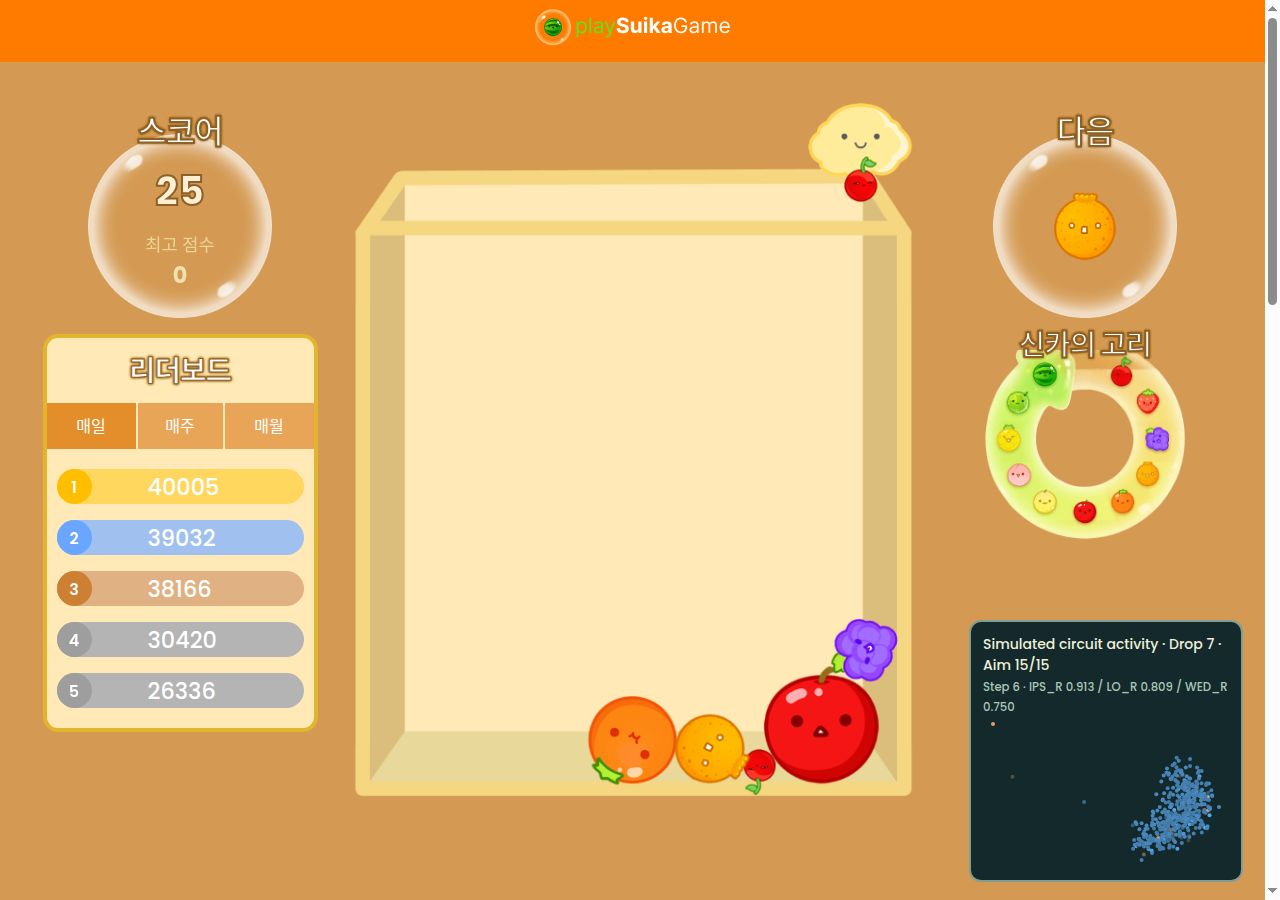 playSuikaGame
스코어
25
최고 점수
0
리더보드
매일 매주 매월
1 40005
2 39032
3 38166
4 30420
5 26336
다음
신카의 고리
Simulated circuit activity · Drop 7 ·
Aim 15/15
Step 6 · IPS_R 0.913 / LO_R 0.809 / WED_R
0.750